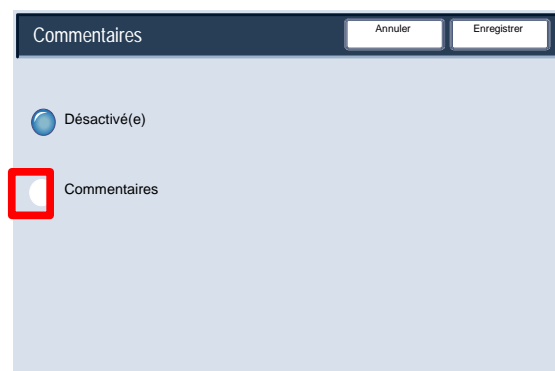 Commentaires
Annuler
Enregistrer
Désactivé(e)
Commentaires